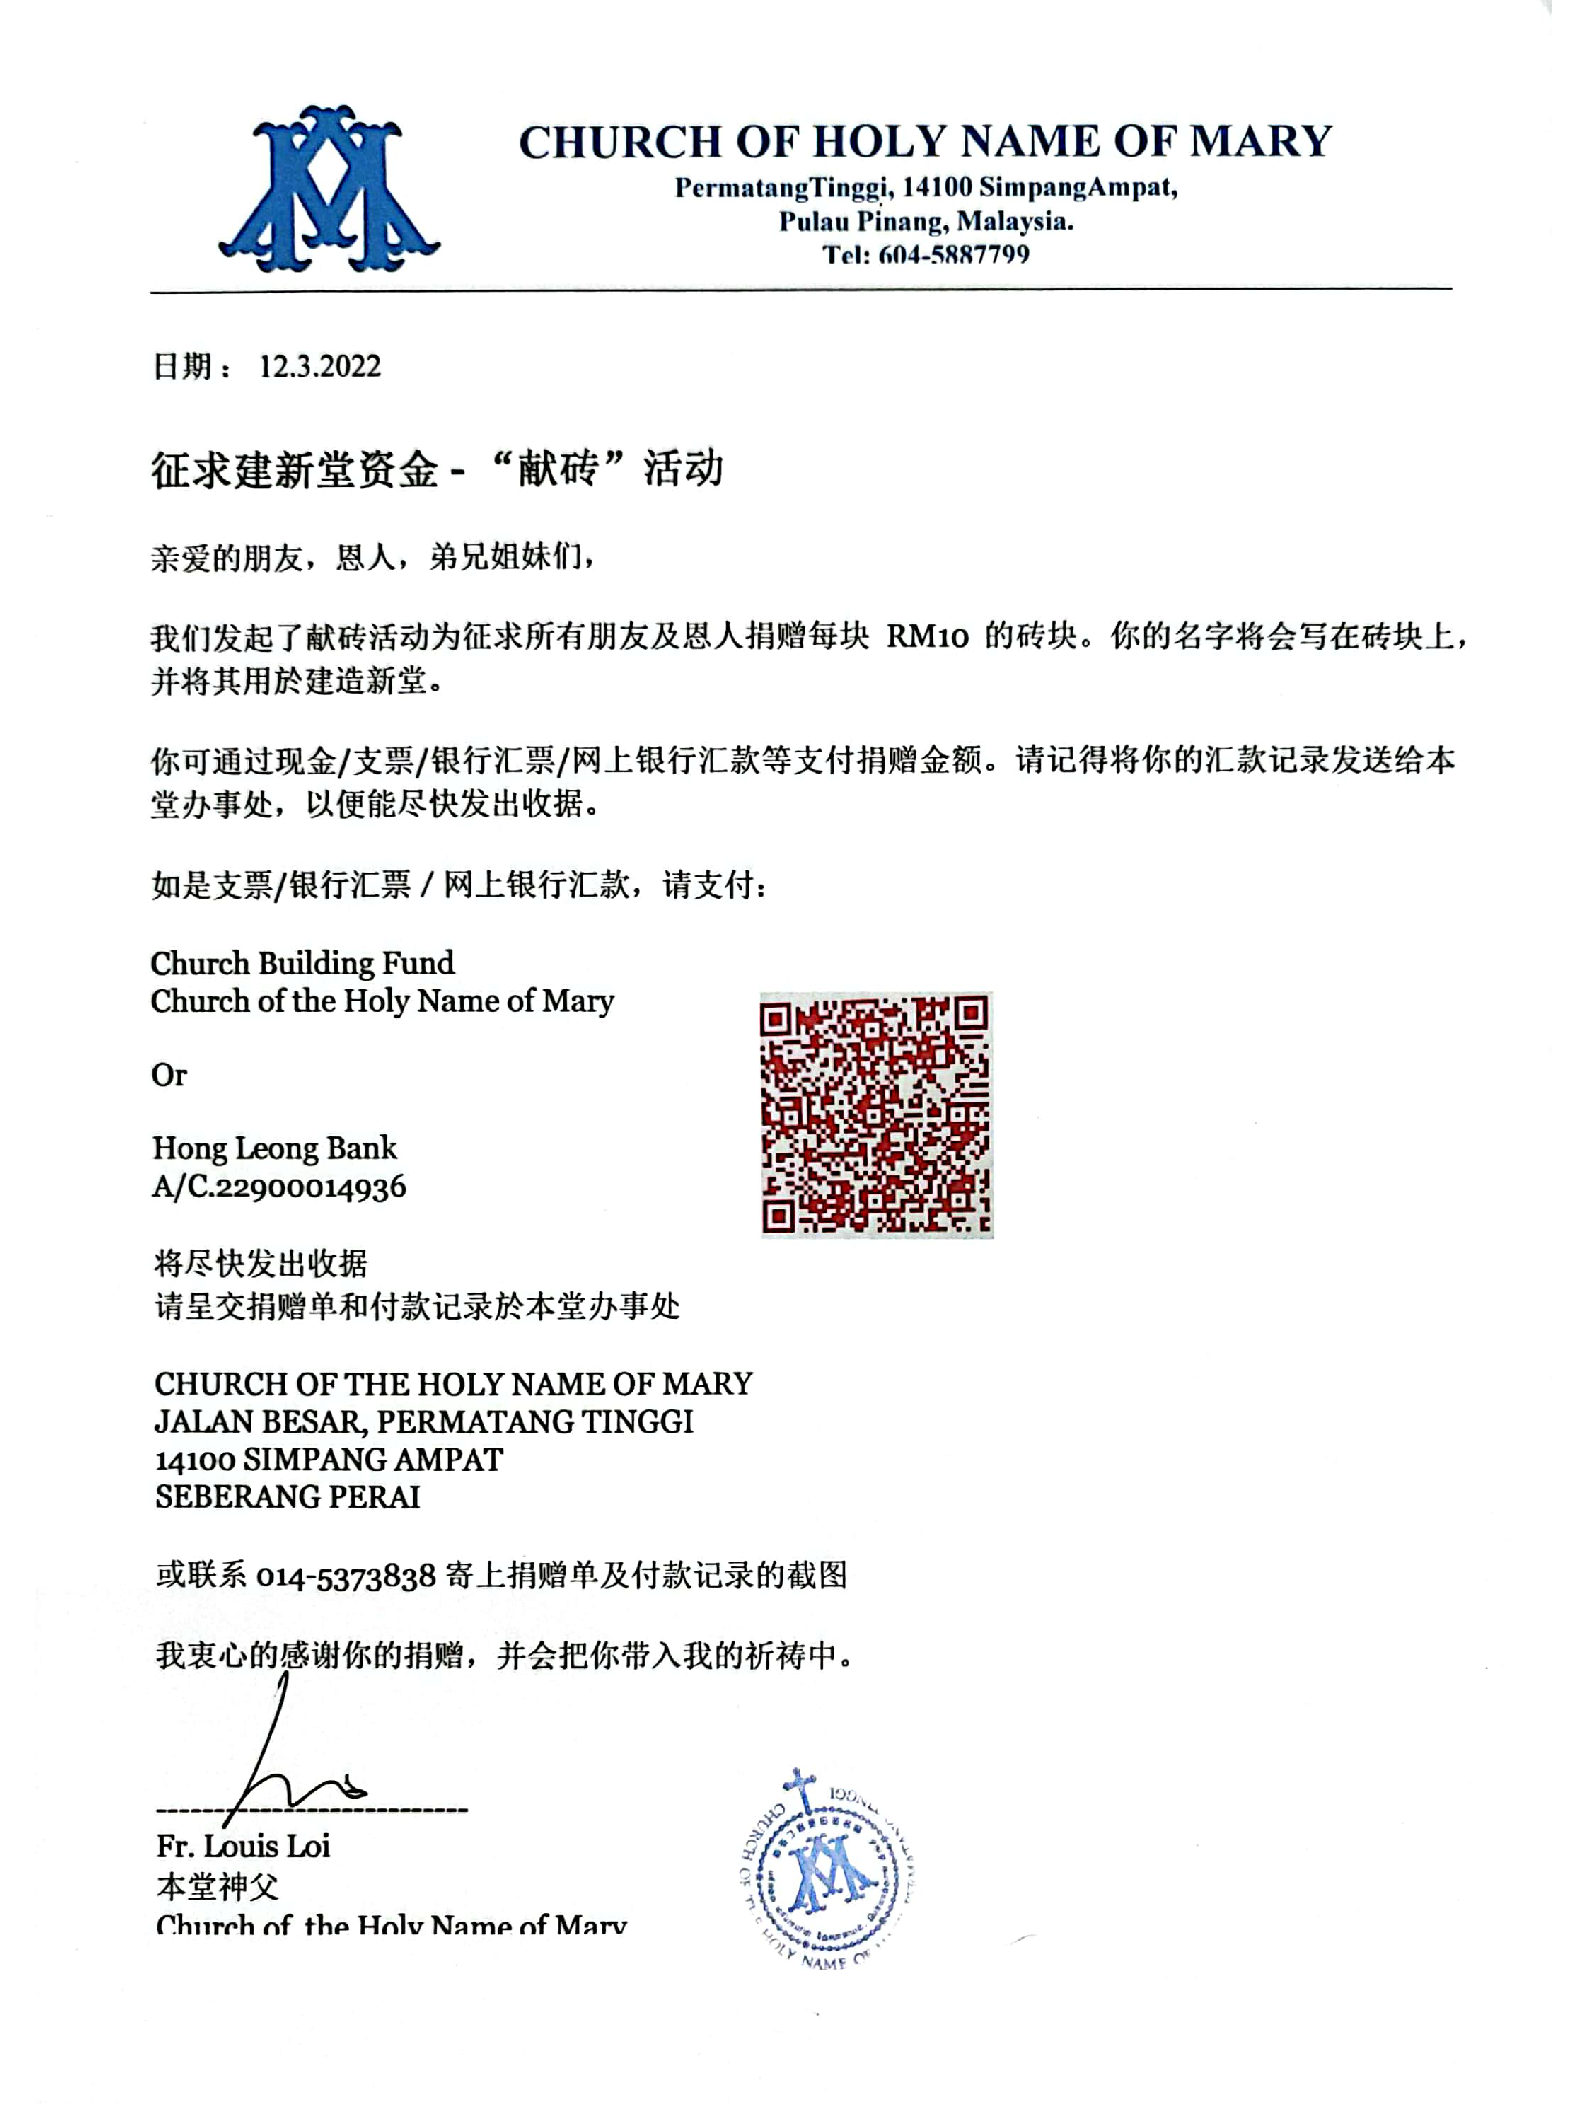 CHURCH OF HOLY NAME OF MARY
PermatangTinggi, 14100 SimpangAmpat,
Pulau Pinang, Malaysia.
Tel: 604-5887799
日期： 12.3.2022
征求建新堂资金 - “献砖” 活动
亲爱的朋友，恩人，弟兄姐妹们，
我们发起了献砖活动为征求所有朋友及恩人捐赠每块 RM10 的砖块。你的名字将会写在砖块上，
并将其用於建造新堂。
你可通过现金/支票/银行汇票/网上银行汇款等支付捐赠金额。请记得将你的汇款记录发送给本
堂办事处，以便能尽快发出收据。
如是支票/银行汇票 / 网上银行汇款，请支付：
Church Building Fund
Church of the Holy Name of Mary
Or
Hong Leong Bank
A/C.22900014936
将尽快发出收据
请呈交捐赠单和付款记录於本堂办事处
CHURCH OF THE HOLY NAME OF MARY
JALAN BESAR, PERMATANG TINGGI
14100 SIMPANG AMPAT
SEBERANG PERAI
或联系 014-5373838 寄上捐赠单及付款记录的截图
我衷心的感谢你的捐赠，并会把你带入我的祈祷中。
Fr. Louis Loi
本堂神父
Church of the Holy Name of Mary
CHURCH OF HOLY NAME OF